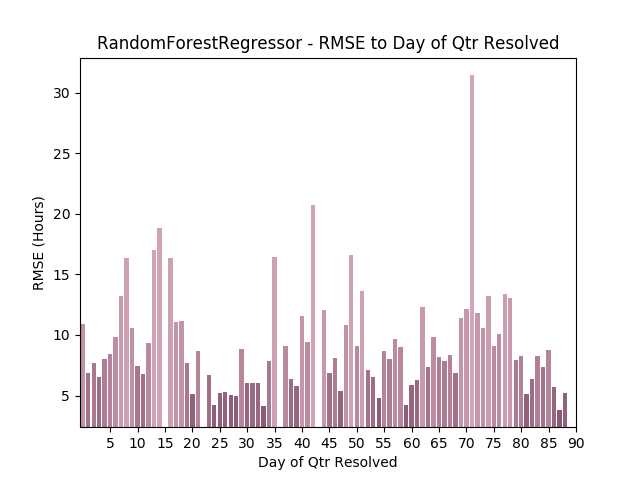 RandomForestRegressor - RMSE to Day of Qtr Resolved
30
25
20
15
10
5
RMSE (Hours)
5 10 15 20 25 30 35 40 45 50 55 60 65 70 75 80 85 90
Day of Qtr Resolved